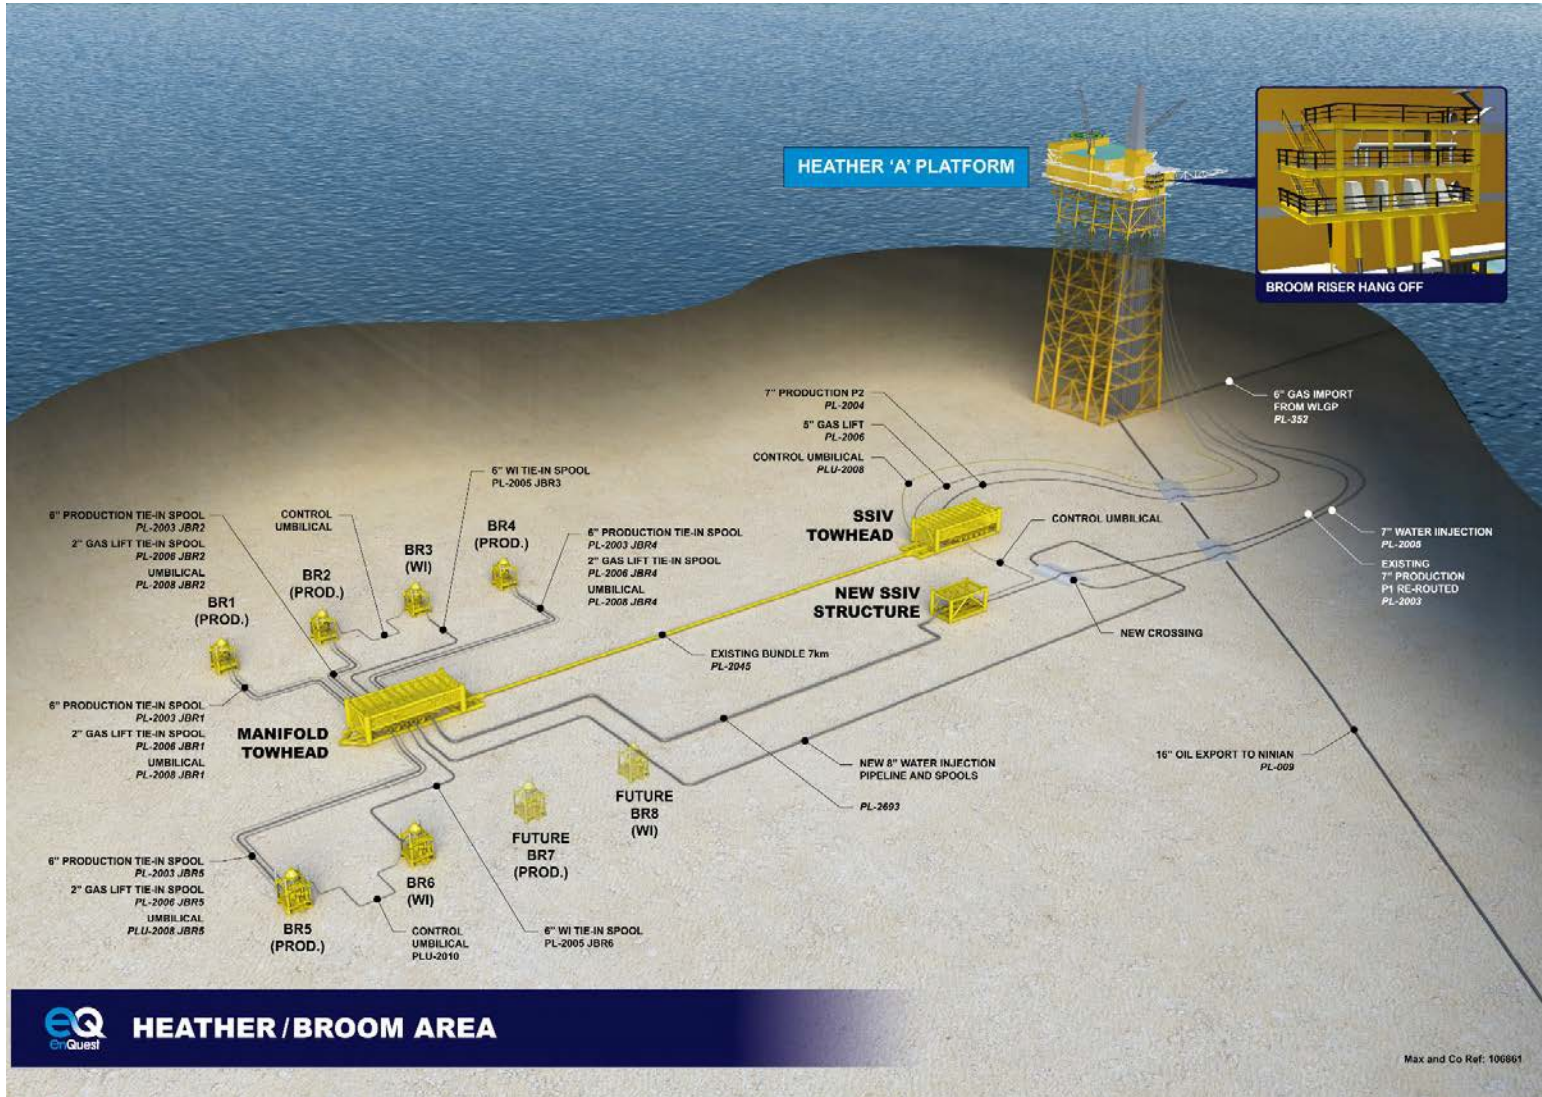 HEATHER 'A' PLATFORM
BROOM RISER HANG OFF
6" GAS IMPORT
FROM WLGP
PL-352
7" PRODUCTION P2
PL-2004
5" GAS LIFT
PL-2006
CONTROL UMBILICAL
PLU-2008
6" WI TIE-IN SPOOL
PL-2005 JBR3
6" PRODUCTION TIE-IN SPOOL
PL-2003 JBR2
2" GAS LIFT TIE-IN SPOOL
PL-2006 JBR2
UMBILICAL
PL-2008 JBR2
CONTROL
UMBILICAL
BR4
(PROD.)
6" PRODUCTION TIE-IN SPOOL
PL-2003 JBR4
2" GAS LIFT TIE-IN SPOOL
PL-2006 JBR4
UMBILICAL
PL-2008 JBR4
BR3
(WI)
BR2
(PROD.)
BR1
(PROD.)
SSIV
TOWHEAD
CONTROL UMBILICAL
7" WATER IINJECTION
PL-2005
EXISTING
7" PRODUCTION
P1 RE-ROUTED
PL-2003
NEW SSIV
STRUCTURE
NEW CROSSING
EXISTING BUNDLE 7km
PL-2045
6" PRODUCTION TIE-IN SPOOL
PL-2003 JBR1
2" GAS LIFT TIE-IN SPOOL
PL-2006 JBR1
UMBILICAL
PL-2008 JBR1
MANIFOLD
TOWHEAD
NEW 8" WATER INJECTION
PIPELINE AND SPOOLS
PL-2693
16" OIL EXPORT TO NINIAN
PL-009
FUTURE
BR8
(WI)
FUTURE
BR7
(PROD.)
6" PRODUCTION TIE-IN SPOOL
PL-2003 JBR5
2" GAS LIFT TIE-IN SPOOL
PL-2006 JBR5
UMBILICAL
PLU-2008 JBR5
BR5
(PROD.)
BR6
(WI)
CONTROL
UMBILICAL
PLU-2010
6" WI TIE-IN SPOOL
PL-2005 JBR6
eQ
EnQuest
HEATHER / BROOM AREA
Max and Co Ref: 106861